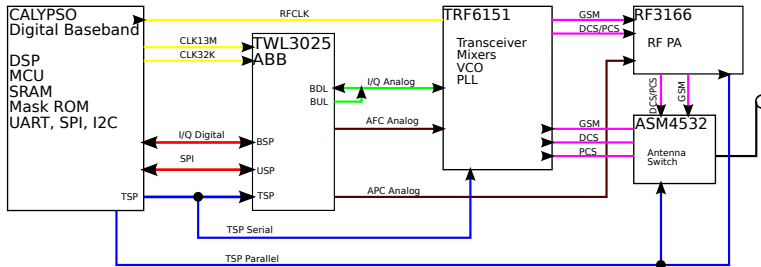 CALYPSO
Digital Baseband
DSP
MCU
SRAM
Mask ROM
UART, SPI, I2C
TSP
RFCLK
CLK13M
CLK32K
I/Q Digital
SPI
TSP Serial
TSP Parallel
TWL3025
ABB
BDL
BUL
BSP
USP
TSP
I/Q Analog
AFC Analog
APC Analog
TRF6151
Transceiver
Mixers
VCO
PLL
GSM
DCS/PCS
GSM
DCS
PCS
RF3166
RF PA
DCS/PCS
GSM
ASM4532
Antenna
Switch